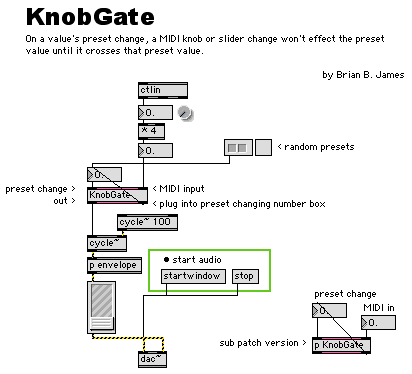 KnobGate
On a value's preset change, a MIDI knob or slider change won't effect the preset
value until it crosses that preset value.
by Brian B. James
ctlin
0.
* 4
0.
< random presets
0.
preset change >
KnobGate
< MIDI input
out >
< plug into preset changing number box
cycle~ 100
cycle~
p envelope
● start audio
startwindow
stop
dac~
preset change
0.
MIDI in
0.
sub patch version >
p KnobGate